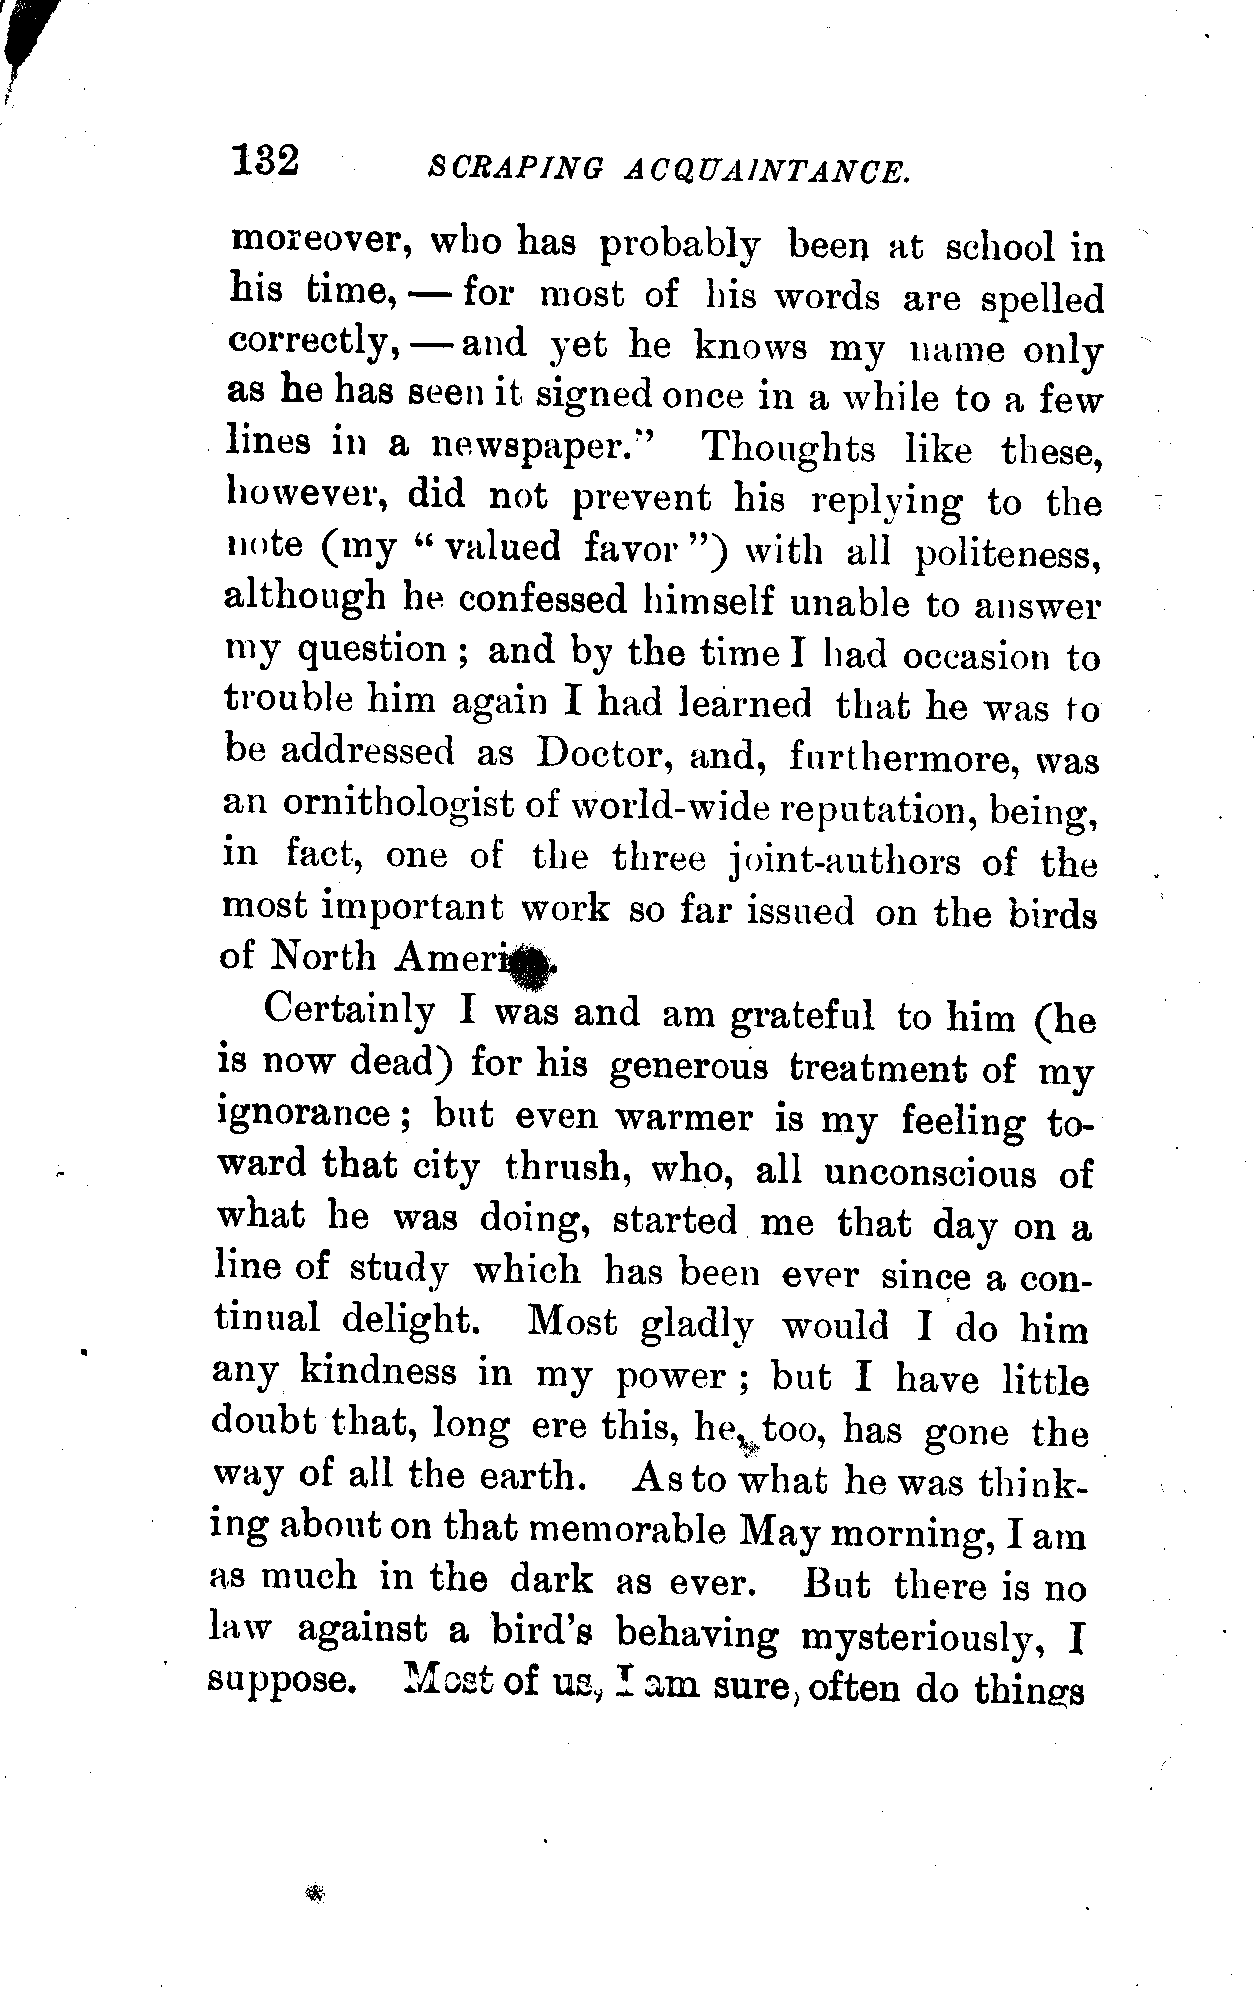 132 SCRAPING ACQUAINTANCE.
moreover, who has probably been at school in
his time, — for most of his words are spelled
correctly, — and yet he knows my name only
as he has seen it signed once in a while to a few
lines in a newspaper.” Thoughts like these,
however, did not prevent his replying to the
note (my “ valued favor ”) with all politeness,
although he confessed himself unable to answer
my question ; and by the time I had occasion to
trouble him again I had learned that he was to
be addressed as Doctor, and, furthermore, was
an ornithologist of world-wide reputation, being,
in fact, one of the three joint-authors of the
most important work so far issued on the birds
of North
Certainly I was and am grateful to him (he
is now dead) for his generous treatment of my
ignorance ; but even warmer is my feeling to-
ward that city thrush, who, all unconscious of
what he was doing, started me that day on a
line of study which has been ever since a con-
tinual delight. Most gladly would I do him
any kindness in my power ; but I have little
doubt that, long ere this, he, too, has gone the
way of all the earth. As to what he was think-
ing about on that memorable May morning, I am
as much in the dark as ever. But there is no
law against a bird’s behaving mysteriously, I
suppose. Most of us, I am sure, often do things